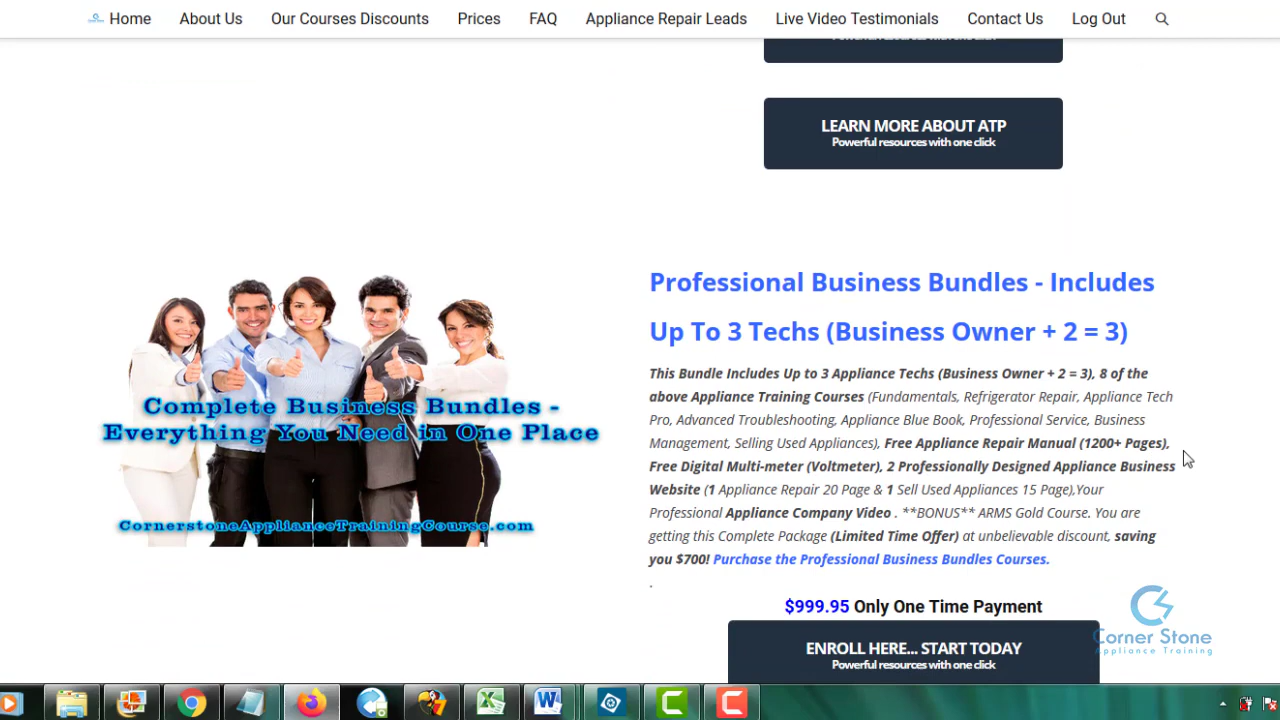 Home About Us Our Courses Discounts Prices FAQ Appliance Repair Leads Live Video Testimonials Contact Us Log Out
LEARN MORE ABOUT ATP
Powerful resources with one click
Professional Business Bundles - Includes
Up To 3 Techs (Business Owner + 2 = 3)
This Bundle Includes Up to 3 Appliance Techs (Business Owner + 2 = 3), 8 of the
above Appliance Training Courses (Fundamentals, Refrigerator Repair, Appliance Tech
Pro, Advanced Troubleshooting, Appliance Blue Book, Professional Service, Business
Management, Selling Used Appliances), Free Appliance Repair Manual (1200+ Pages),
Free Digital Multi-meter (Voltmeter), 2 Professionally Designed Appliance Business
Website (1 Appliance Repair 20 Page & 1 Sell Used Appliances 15 Page),Your
Professional Appliance Company Video . **BONUS** ARMS Gold Course. You are
getting this Complete Package (Limited Time Offer) at unbelievable discount, saving
you $700! Purchase the Professional Business Bundles Courses.
.
Complete Business Bundles -
Everything You Need in One Place
CornerstoneApplianceTrainingCourse.com
$999.95 Only One Time Payment
ENROLL HERE... START TODAY
Powerful resources with one click
Corner Stone
Appliance Training